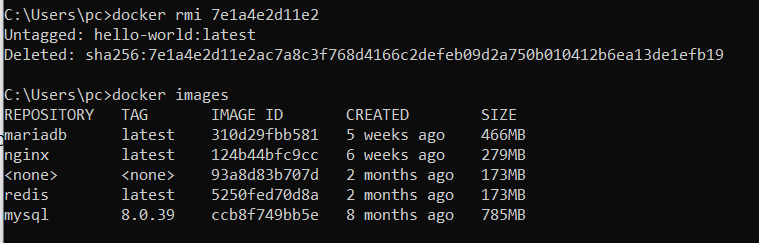 C:\Users\pc>docker rmi 7e1a4e2d11e2
Untagged: hello-world:latest
Deleted: sha256:7e1a4e2d11e2ac7a8c3f768d4166c2defeb09d2a750b010412b6ea13de1efb19
C:\Users\pc>docker images
REPOSITORY TAG IMAGE ID CREATED SIZE
mariadb latest 310d29fbb581 5 weeks ago 466MB
nginx latest 124b44bfc9cc 6 weeks ago 279MB
<none> <none> 93a8d83b707d 2 months ago 173MB
redis latest 5250fed70d8a 2 months ago 173MB
mysql 8.0.39 ccb8f749bb5e 8 months ago 785MB